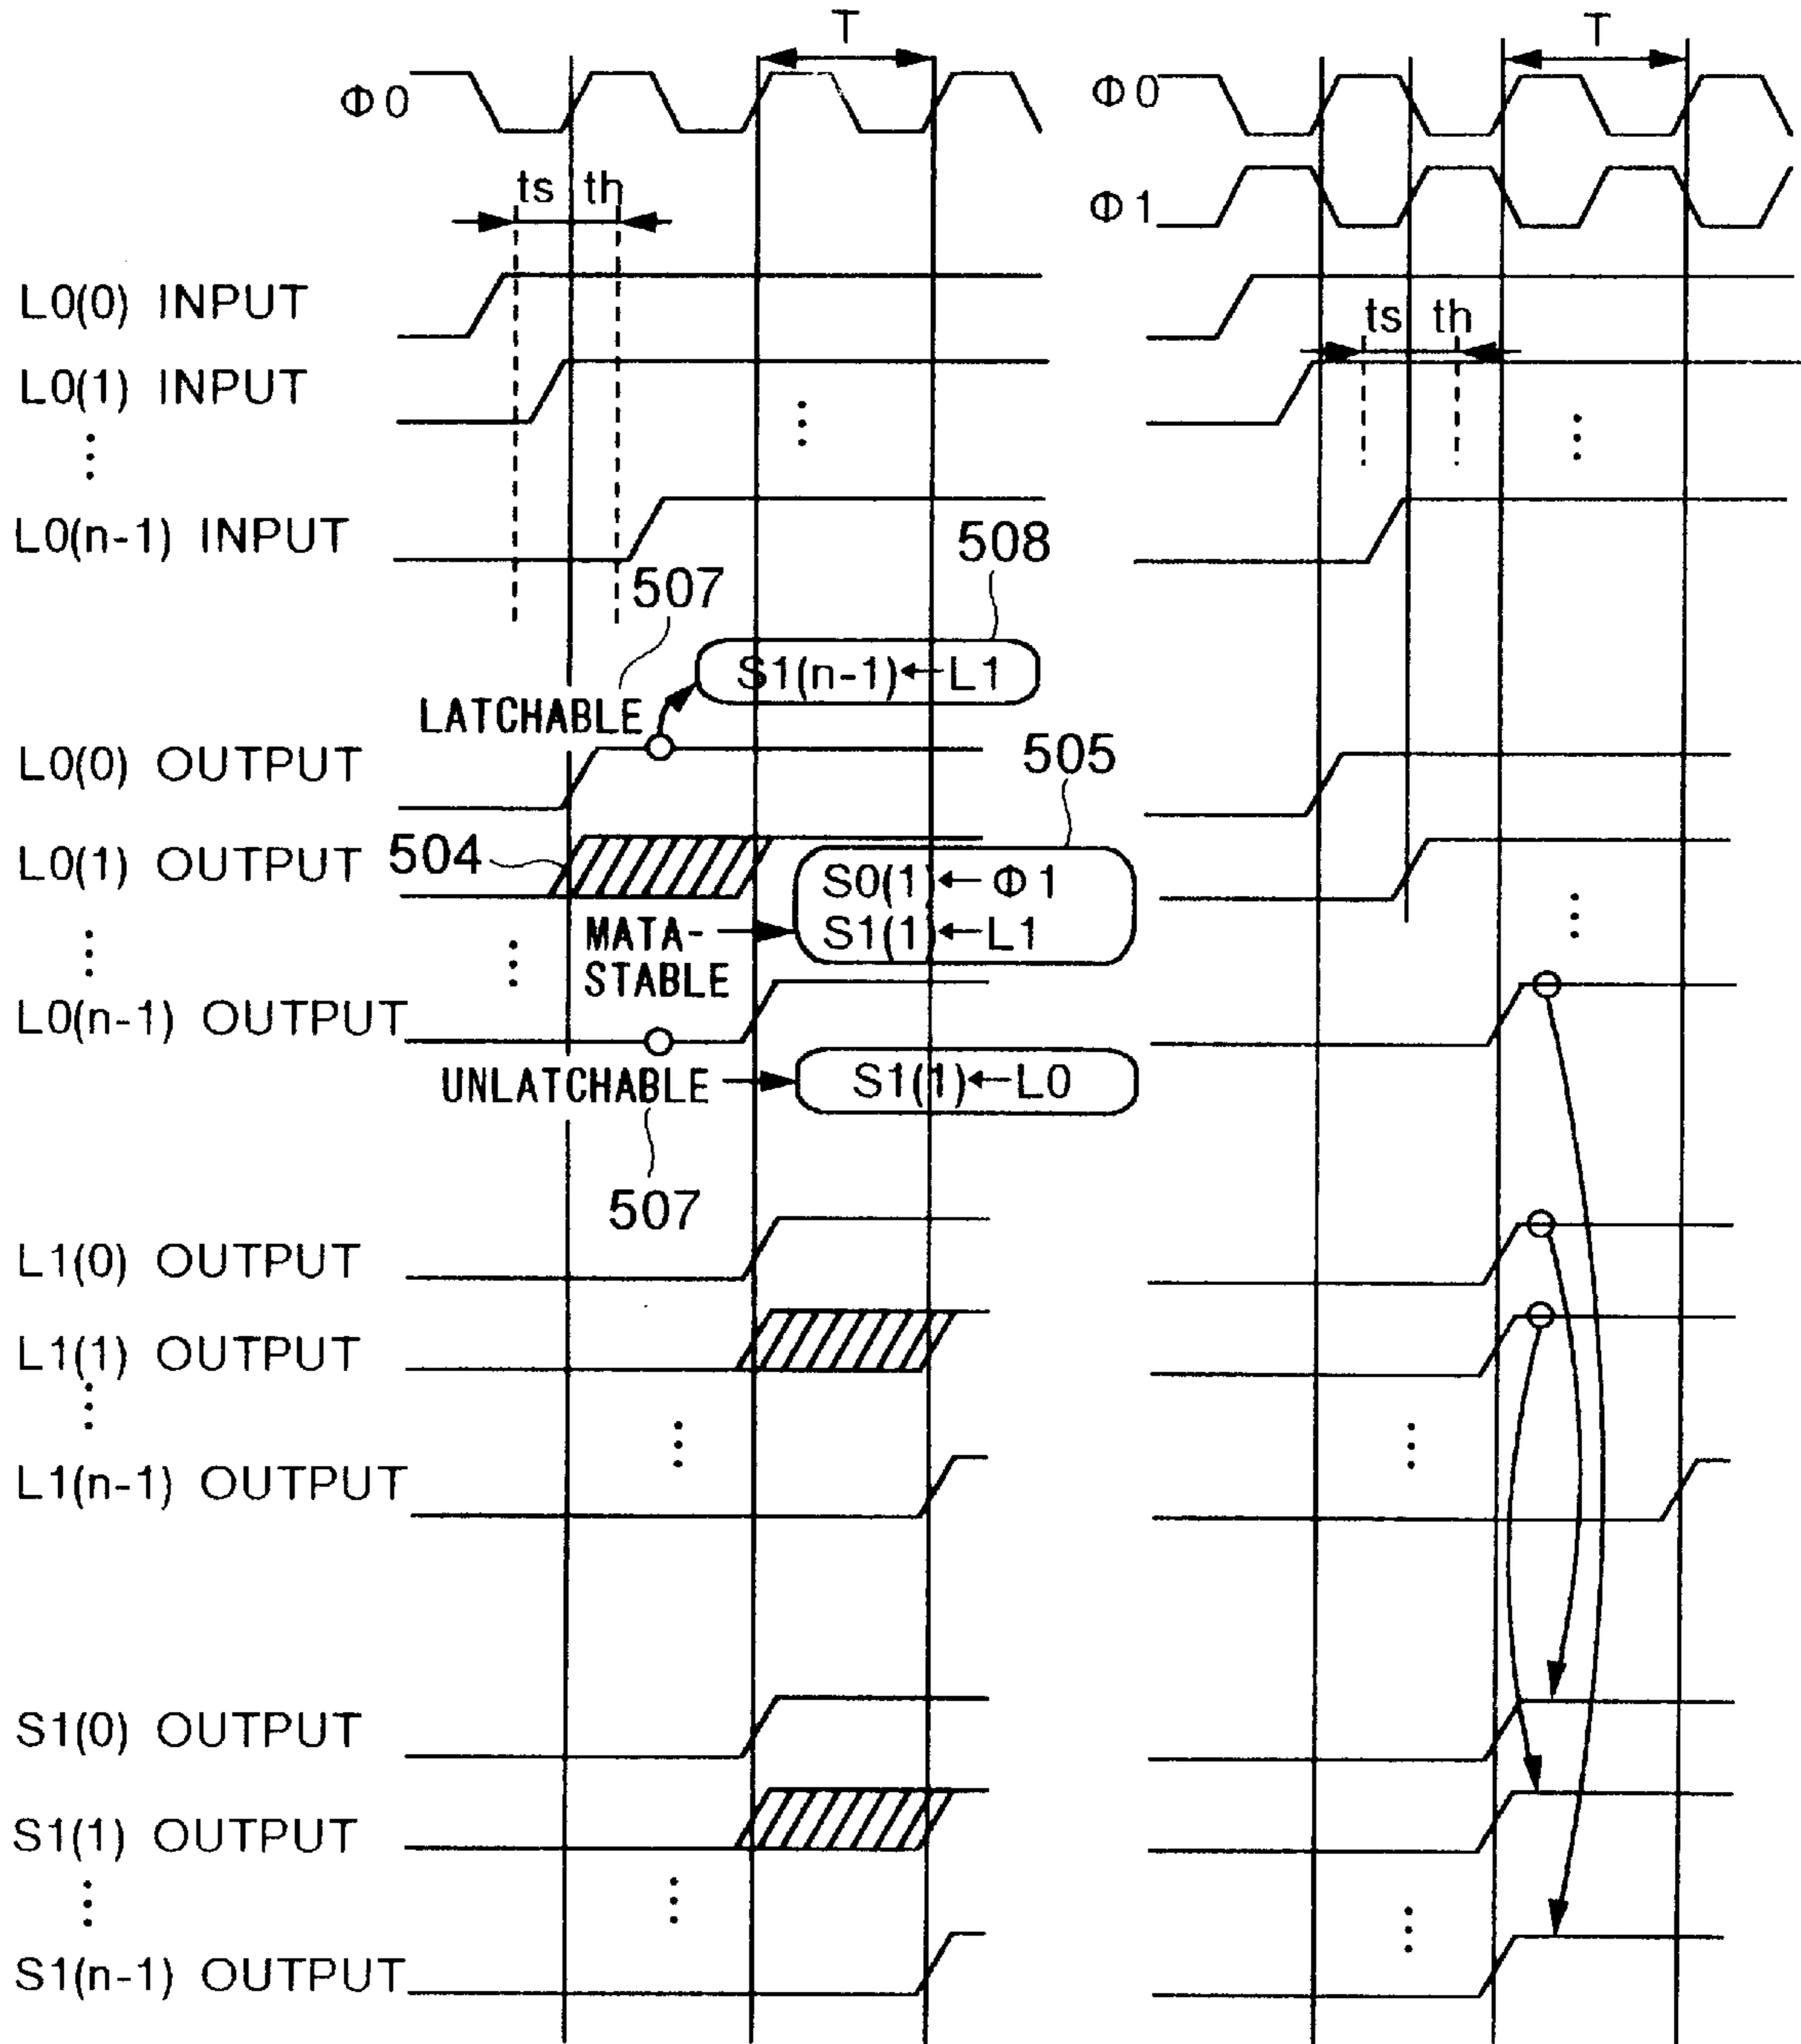 T T
Φ0 Φ0
ts th Φ1
L0(0) INPUT
ts th
L0(1) INPUT
L0(n-1) INPUT
508
507
S1(n-1)←L1
LATCHABLE
L0(0) OUTPUT
505
L0(1) OUTPUT 504
S0(1)←Φ1
S1(1)←L1
MATA-
STABLE
L0(n-1) OUTPUT
UNLATCHABLE S1(1)←L0
507
L1(0) OUTPUT
L1(1) OUTPUT
L1(n-1) OUTPUT
S1(0) OUTPUT
S1(1) OUTPUT
S1(n-1) OUTPUT